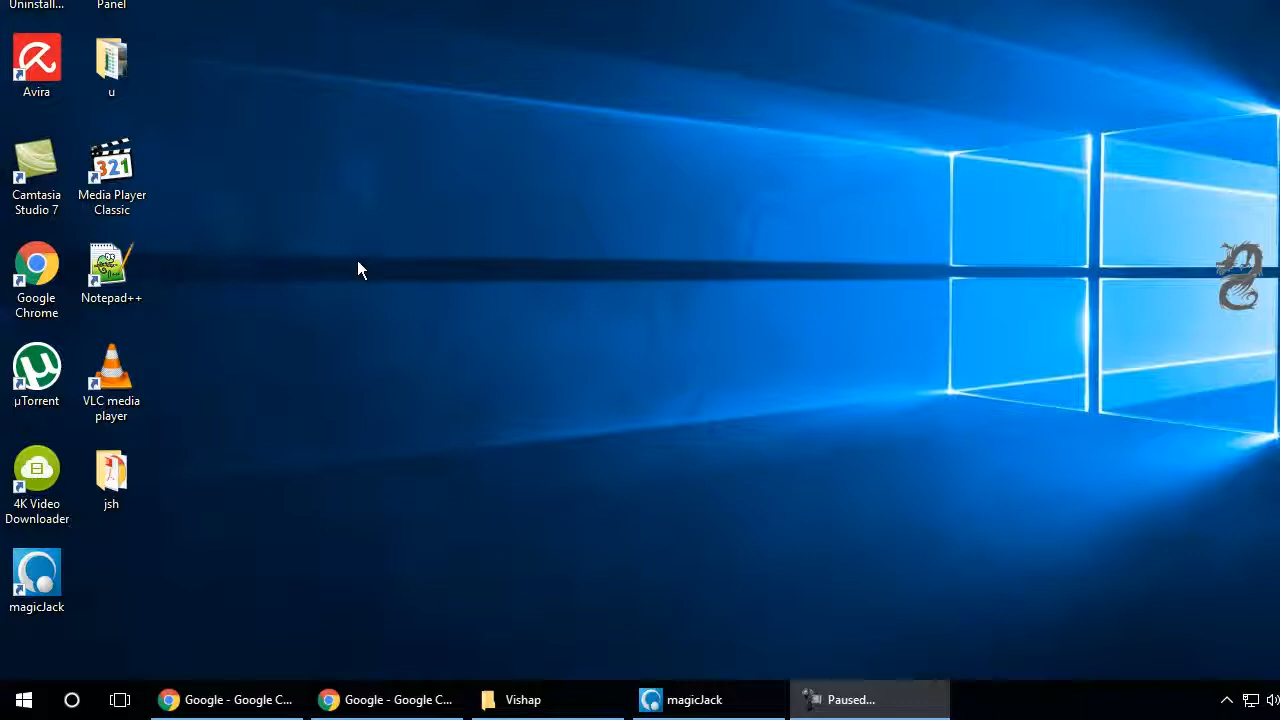 Uninstall...
Panel
Avira
u
Camtasia
Studio 7
Media Player
Classic
321
Google
Chrome
Notepad++
µTorrent
VLC media
player
4K Video
Downloader
jsh
magicJack
Google - Google C...
Google - Google C...
Vishap
magicJack
Paused...